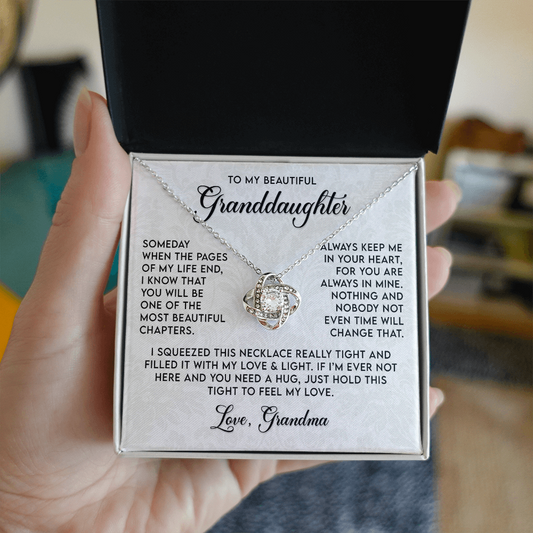 TO MY BEAUTIFUL
Granddaughter
SOMEDAY
WHEN THE PAGES
OF MY LIFE END,
I KNOW THAT
YOU WILL BE
ONE OF THE
MOST BEAUTIFUL
CHAPTERS.
ALWAYS KEEP ME
IN YOUR HEART,
FOR YOU ARE
ALWAYS IN MINE.
NOTHING AND
NOBODY NOT
EVEN TIME WILL
CHANGE THAT.
I SQUEEZED THIS NECKLACE REALLY TIGHT AND
FILLED IT WITH MY LOVE & LIGHT. IF I'M EVER NOT
HERE AND YOU NEED A HUG, JUST HOLD THIS
TIGHT TO FEEL MY LOVE.
Love, Grandma